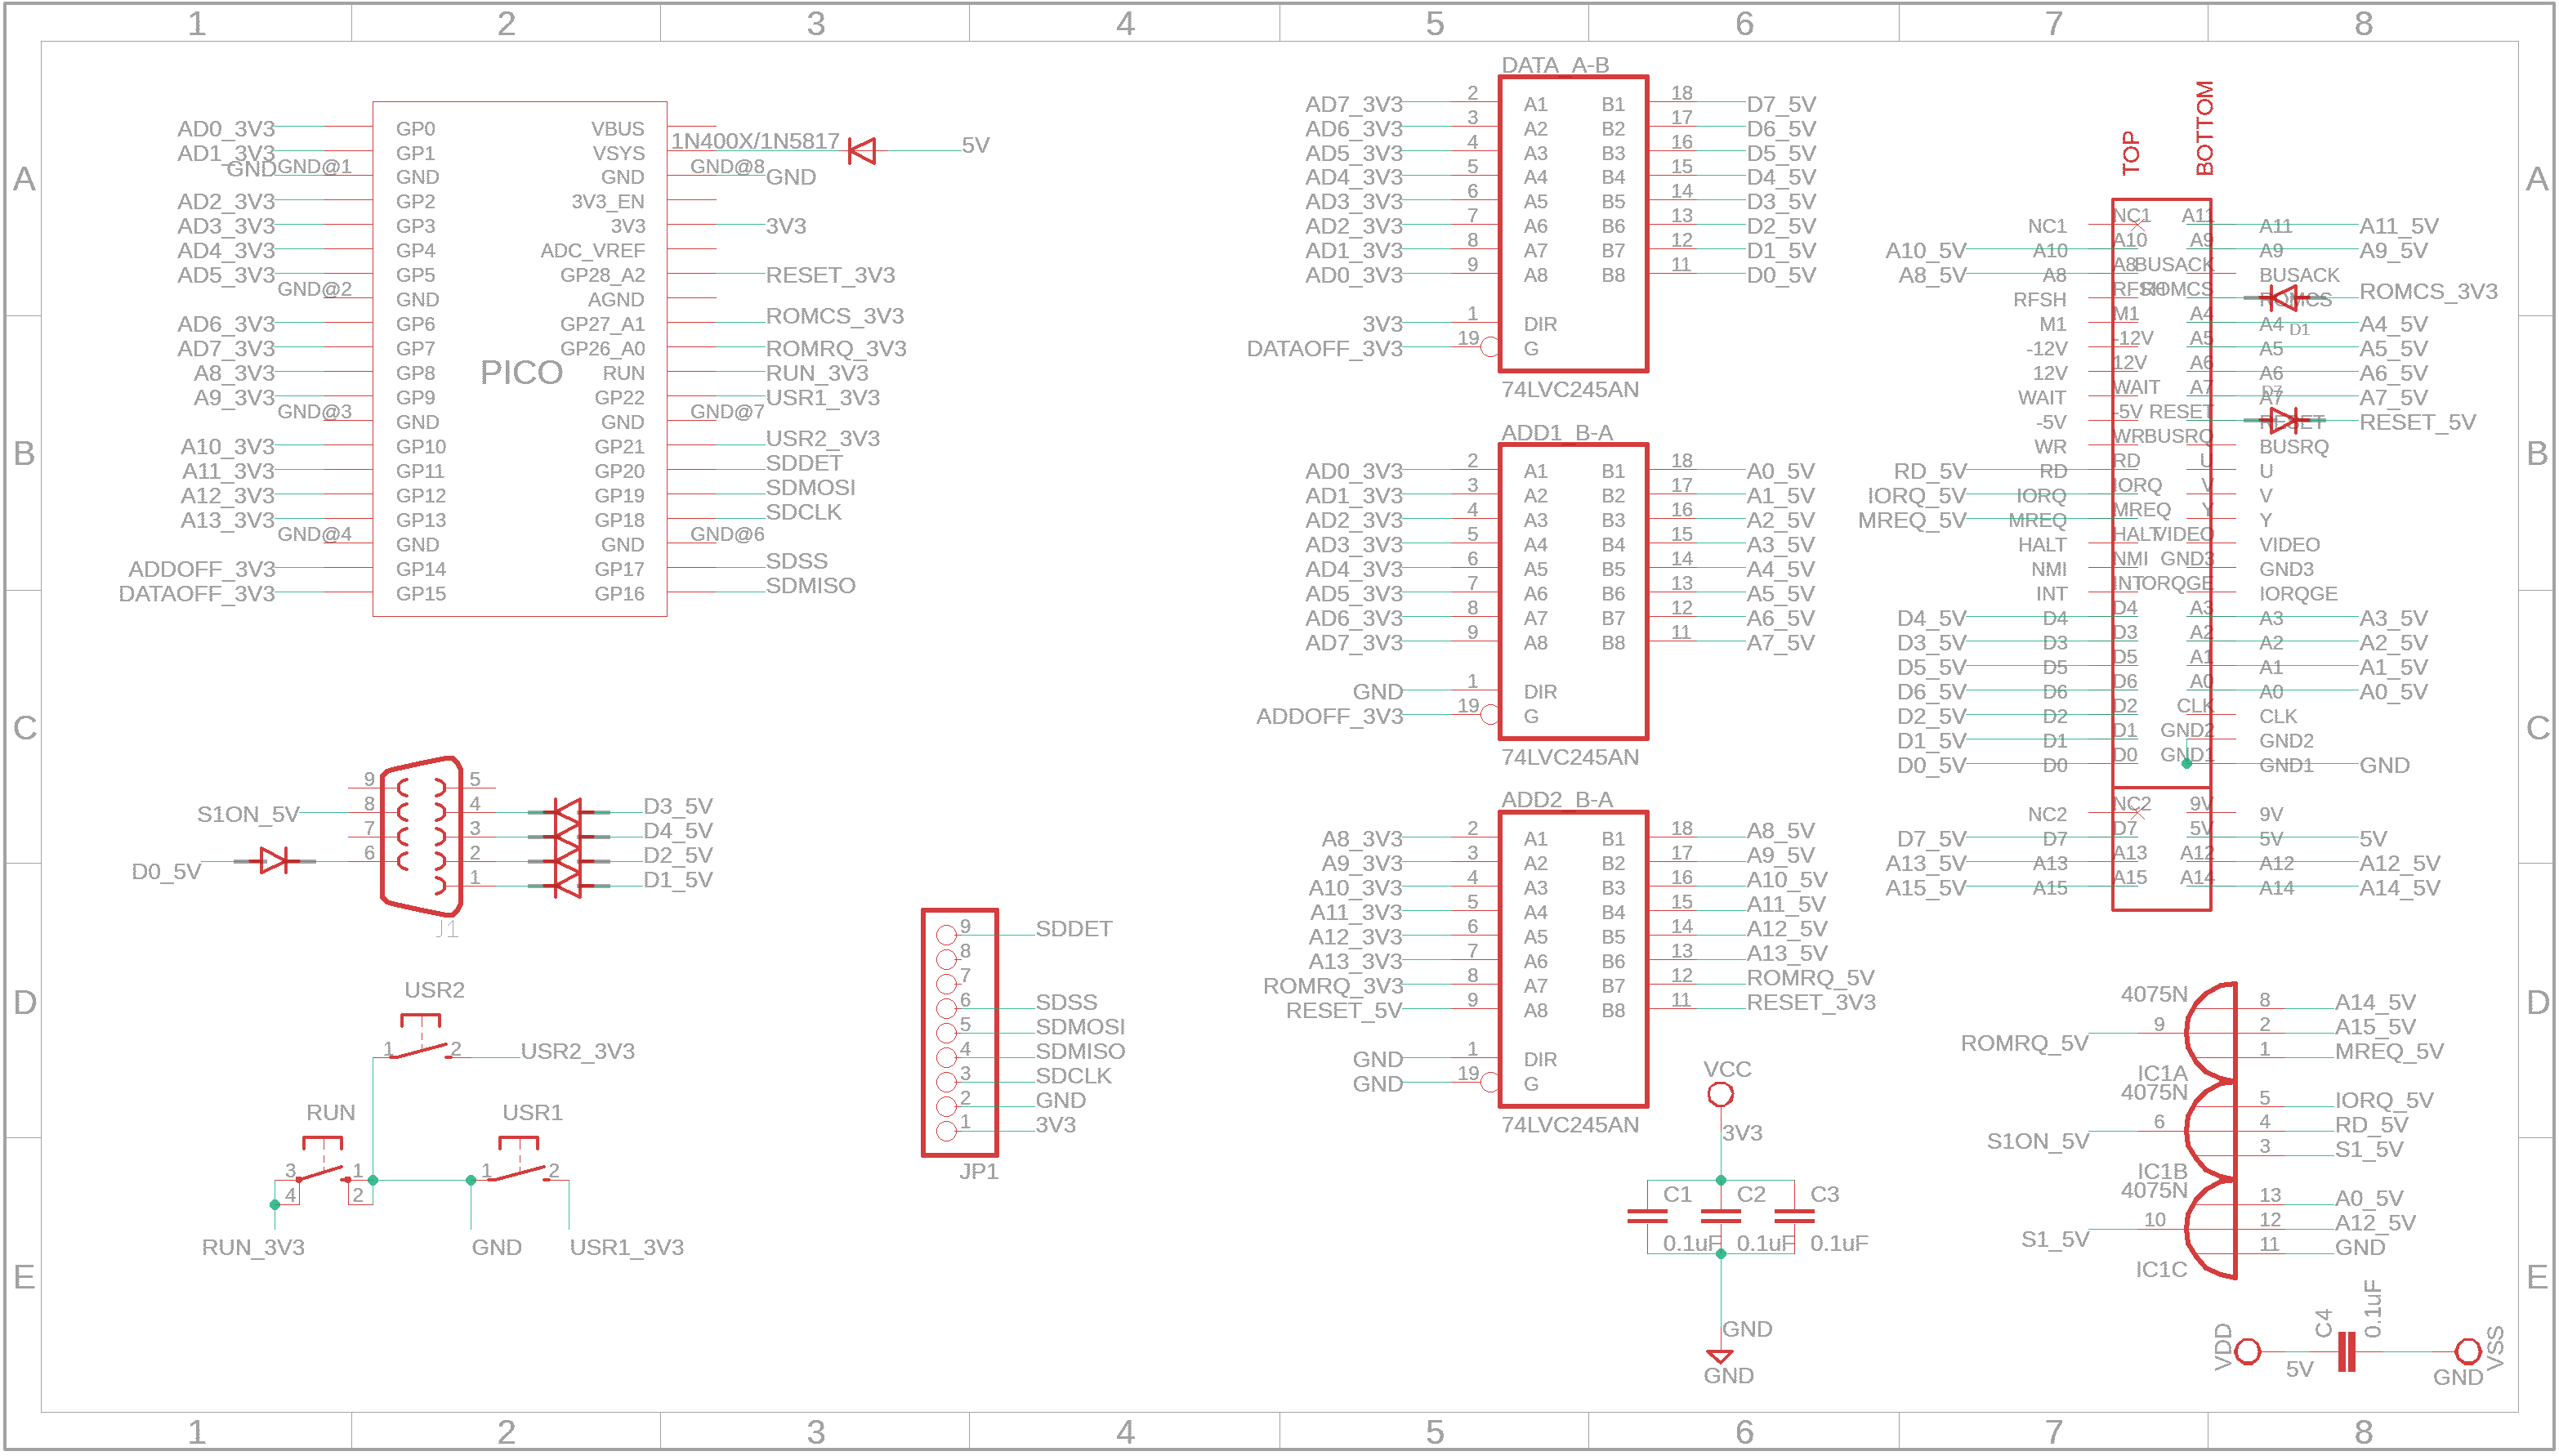 1 2 3 4 5 6 7 8
A
B
C
D
E
A
B
C
D
E
1 2 3 4 5 6 7 8
PICO
AD0_3V3 GP0
AD1_3V3 GP1
GND GND@1 GND
AD2_3V3 GP2
AD3_3V3 GP3
AD4_3V3 GP4
AD5_3V3 GP5
GND@2 GND
AD6_3V3 GP6
AD7_3V3 GP7
A8_3V3 GP8
A9_3V3 GP9
GND@3 GND
A10_3V3 GP10
A11_3V3 GP11
A12_3V3 GP12
A13_3V3 GP13
GND@4 GND
ADDOFF_3V3 GP14
DATAOFF_3V3 GP15
VBUS
VSYS 1N400X/1N5817 5V
GND GND@8 GND
3V3_EN
3V3 3V3
ADC_VREF
GP28_A2 RESET_3V3
AGND
GP27_A1 ROMCS_3V3
GP26_A0 ROMRQ_3V3
RUN RUN_3V3
GP22 USR1_3V3
GND GND@7
GP21 USR2_3V3
GP20 SDDET
GP19 SDMOSI
GP18 SDCLK
GND GND@6
GP17 SDSS
GP16 SDMISO
DATA A-B
AD7_3V3 2 A1 B1 18 D7_5V
AD6_3V3 3 A2 B2 17 D6_5V
AD5_3V3 4 A3 B3 16 D5_5V
AD4_3V3 5 A4 B4 15 D4_5V
AD3_3V3 6 A5 B5 14 D3_5V
AD2_3V3 7 A6 B6 13 D2_5V
AD1_3V3 8 A7 B7 12 D1_5V
AD0_3V3 9 A8 B8 11 D0_5V
3V3 1 DIR
DATAOFF_3V3 19 G
74LVC245AN
ADD1 B-A
AD0_3V3 2 A1 B1 18 A0_5V
AD1_3V3 3 A2 B2 17 A1_5V
AD2_3V3 4 A3 B3 16 A2_5V
AD3_3V3 5 A4 B4 15 A3_5V
AD4_3V3 6 A5 B5 14 A4_5V
AD5_3V3 7 A6 B6 13 A5_5V
AD6_3V3 8 A7 B7 12 A6_5V
AD7_3V3 9 A8 B8 11 A7_5V
GND 1 DIR
ADDOFF_3V3 19 G
74LVC245AN
ADD2 B-A
A8_3V3 2 A1 B1 18 A8_5V
A9_3V3 3 A2 B2 17 A9_5V
A10_3V3 4 A3 B3 16 A10_5V
A11_3V3 5 A4 B4 15 A11_5V
A12_3V3 6 A5 B5 14 A12_5V
A13_3V3 7 A6 B6 13 A13_5V
ROMRQ_3V3 8 A7 B7 12 ROMRQ_5V
RESET_5V 9 A8 B8 11 RESET_3V3
GND 1 DIR
GND 19 G
74LVC245AN
TOP BOTTOM
NC1 NC1 A11 A11 A11_5V
A10_5V A10 A10 A9 A9 A9_5V
A8_5V A8 A8 BUSACK BUSACK
RFSH RFSH ROMCS ROMCS ROMCS_3V3
M1 M1 A4 A4 D1 A4_5V
-12V -12V A5 A5 A5_5V
12V 12V A6 A6 A6_5V
WAIT WAIT A7 A7 A7_5V
-5V -5V RESET RESET RESET_5V
WR WR BUSRQ BUSRQ
RD_5V RD RD U U
IORQ_5V IORQ IORQ V V
MREQ_5V MREQ MREQ Y Y
HALT HALT VIDEO VIDEO
NMI NMI GND3 GND3
INT INT IORQGE IORQGE
D4_5V D4 D4 A3 A3 A3_5V
D3_5V D3 D3 A2 A2 A2_5V
D5_5V D5 D5 A1 A1 A1_5V
D6_5V D6 D6 A0 A0 A0_5V
D2_5V D2 D2 CLK CLK
D1_5V D1 D1 GND2 GND2
D0_5V D0 D0 GND1 GND1 GND
NC2 NC2 9V 9V
D7_5V D7 D7 5V 5V 5V
A13_5V A13 A13 A12 A12 A12_5V
A15_5V A15 A15 A14 A14 A14_5V
9 5
S1ON_5V 8 4 D3_5V
7 3 D4_5V
D0_5V 6 2 D2_5V
1 D1_5V
J1
USR2
1 2 USR2_3V3
RUN USR1
3 1 1 2
4 2
RUN_3V3 GND USR1_3V3
9 SDDET
8
7
6 SDSS
5 SDMOSI
4 SDMISO
3 SDCLK
2 GND
1 3V3
JP1
VCC
3V3
C1 C2 C3
0.1uF 0.1uF 0.1uF
GND
GND
4075N 8 A14_5V
ROMRQ_5V 9 2 A15_5V
1 MREQ_5V
IC1A
4075N 5 IORQ_5V
S1ON_5V 6 4 RD_5V
3 S1_5V
IC1B
4075N 13 A0_5V
S1_5V 10 12 A12_5V
11 GND
IC1C
VDD 5V C4 0.1uF GND VSS